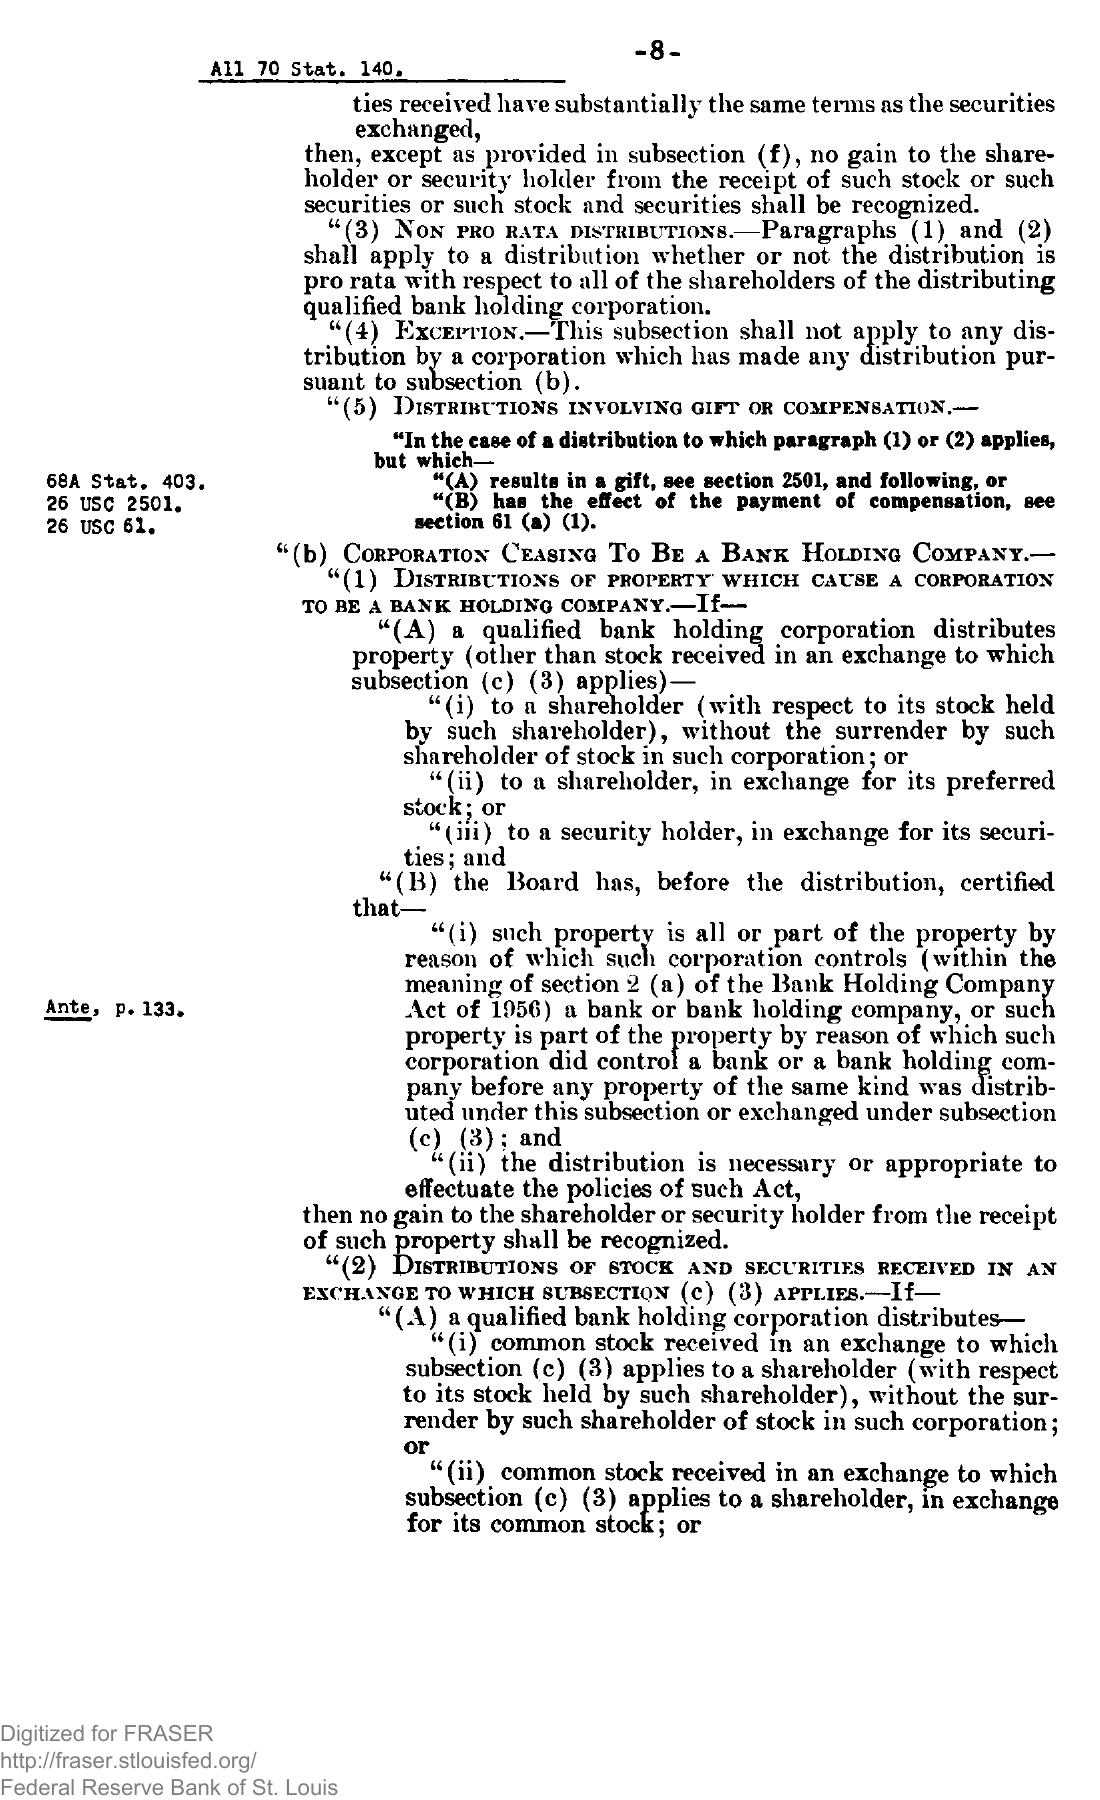 -8-
All 70 Stat. 140.
ties received have substantially the same terms as the securities
exchanged,
then, except as provided in subsection (f), no gain to the share-
holder or security holder from the receipt of such stock or such
securities or such stock and securities shall be recognized.
“(3) NON PRO RATA DISTRIBUTIONS.—Paragraphs (1) and (2)
shall apply to a distribution whether or not the distribution is
pro rata with respect to all of the shareholders of the distributing
qualified bank holding corporation.
“(4) EXCEPTION.—This subsection shall not apply to any dis-
tribution by a corporation which has made any distribution pur-
suant to subsection (b).
“(5) DISTRIBUTIONS INVOLVING GIFT OR COMPENSATION.—
“In the case of a distribution to which paragraph (1) or (2) applies,
but which—
68A Stat. 403.
26 USC 2501.
26 USC 61.
“(A) results in a gift, see section 2501, and following, or
“(B) has the effect of the payment of compensation, see
section 61 (a) (1).
“(b) CORPORATION CEASING TO BE A BANK HOLDING COMPANY.—
“(1) DISTRIBUTIONS OF PROPERTY WHICH CAUSE A CORPORATION
TO BE A BANK HOLDING COMPANY.—If—
“(A) a qualified bank holding corporation distributes
property (other than stock received in an exchange to which
subsection (c) (3) applies)—
“(i) to a shareholder (with respect to its stock held
by such shareholder), without the surrender by such
shareholder of stock in such corporation; or
“(ii) to a shareholder, in exchange for its preferred
stock; or
“(iii) to a security holder, in exchange for its securi-
ties; and
“(B) the Board has, before the distribution, certified
that—
“(i) such property is all or part of the property by
reason of which such corporation controls (within the
meaning of section 2 (a) of the Bank Holding Company
Ante, p. 133.
Act of 1956) a bank or bank holding company, or such
property is part of the property by reason of which such
corporation did control a bank or a bank holding com-
pany before any property of the same kind was distrib-
uted under this subsection or exchanged under subsection
(c) (3); and
“(ii) the distribution is necessary or appropriate to
effectuate the policies of such Act,
then no gain to the shareholder or security holder from the receipt
of such property shall be recognized.
“(2) DISTRIBUTIONS OF STOCK AND SECURITIES RECEIVED IN AN
EXCHANGE TO WHICH SUBSECTION (c) (3) APPLIES.—If—
“(A) a qualified bank holding corporation distributes—
“(i) common stock received in an exchange to which
subsection (c) (3) applies to a shareholder (with respect
to its stock held by such shareholder), without the sur-
render by such shareholder of stock in such corporation;
or
“(ii) common stock received in an exchange to which
subsection (c) (3) applies to a shareholder, in exchange
for its common stock; or
Digitized for FRASER
http://fraser.stlouisfed.org/
Federal Reserve Bank of St. Louis